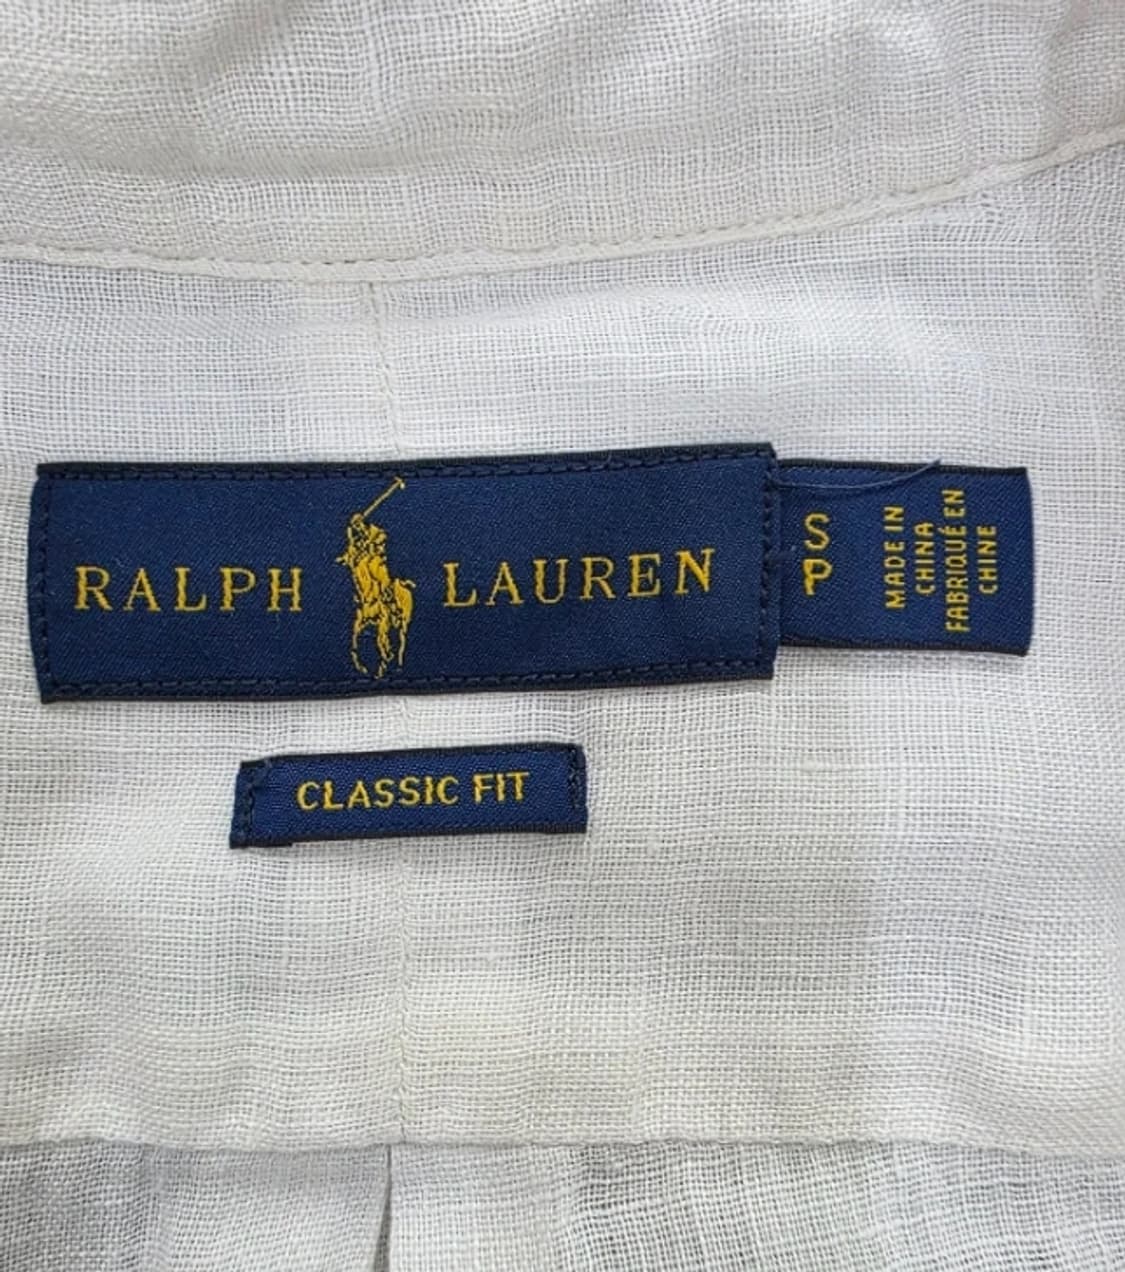 RALPH LAUREN
S
P
MADE IN
CHINA
FABRIQUÉ EN
CHINE
CLASSIC FIT